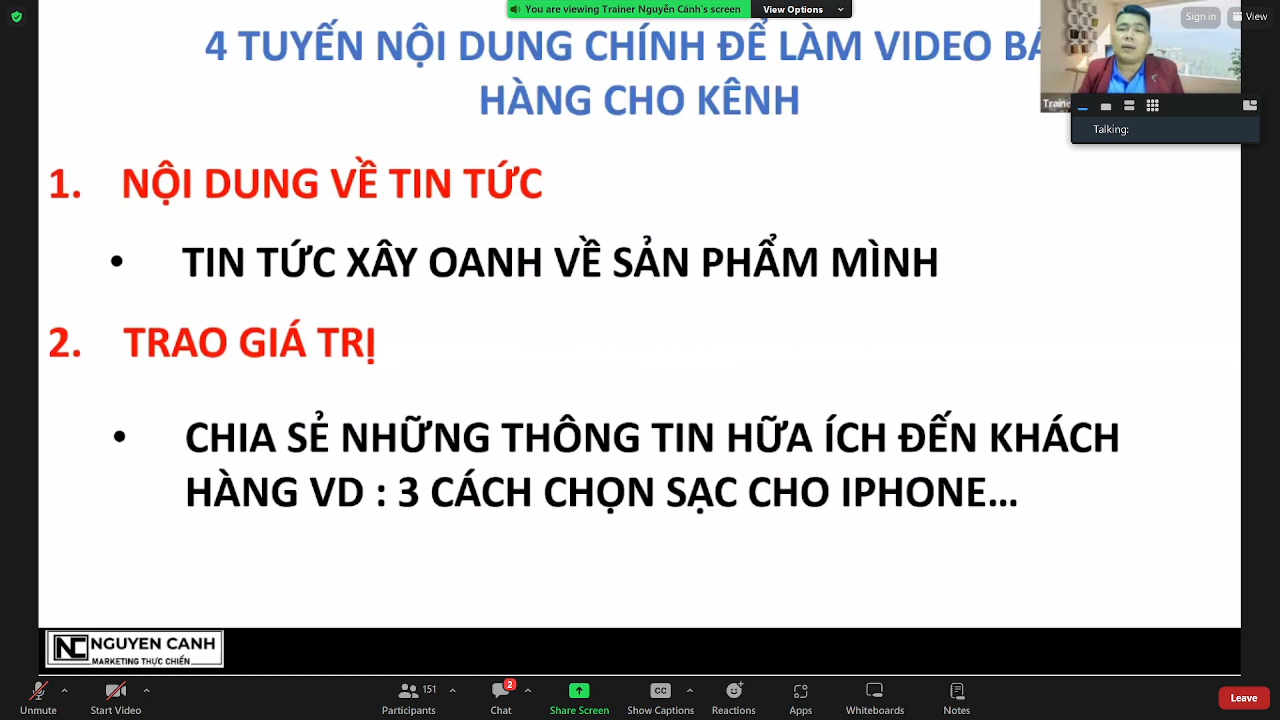 You are viewing Trainer Nguyễn Cảnh's screen
View Options
Sign in
View
4 TUYẾN NỘI DUNG CHÍNH ĐỂ LÀM VIDEO
HÀNG CHO KÊNH
Talking:
1. NỘI DUNG VỀ TIN TỨC
• TIN TỨC XÂY OANH VỀ SẢN PHẨM MÌNH
2. TRAO GIÁ TRỊ
• CHIA SẺ NHỮNG THÔNG TIN HỮA ÍCH ĐẾN KHÁCH
HÀNG VD : 3 CÁCH CHỌN SẠC CHO IPHONE...
NC NGUYEN CANH
MARKETING THỰC CHIẾN
Unmute
Start Video
151
Participants
2
Chat
Share Screen
CC
Show Captions
Reactions
Apps
Whiteboards
Notes
Leave